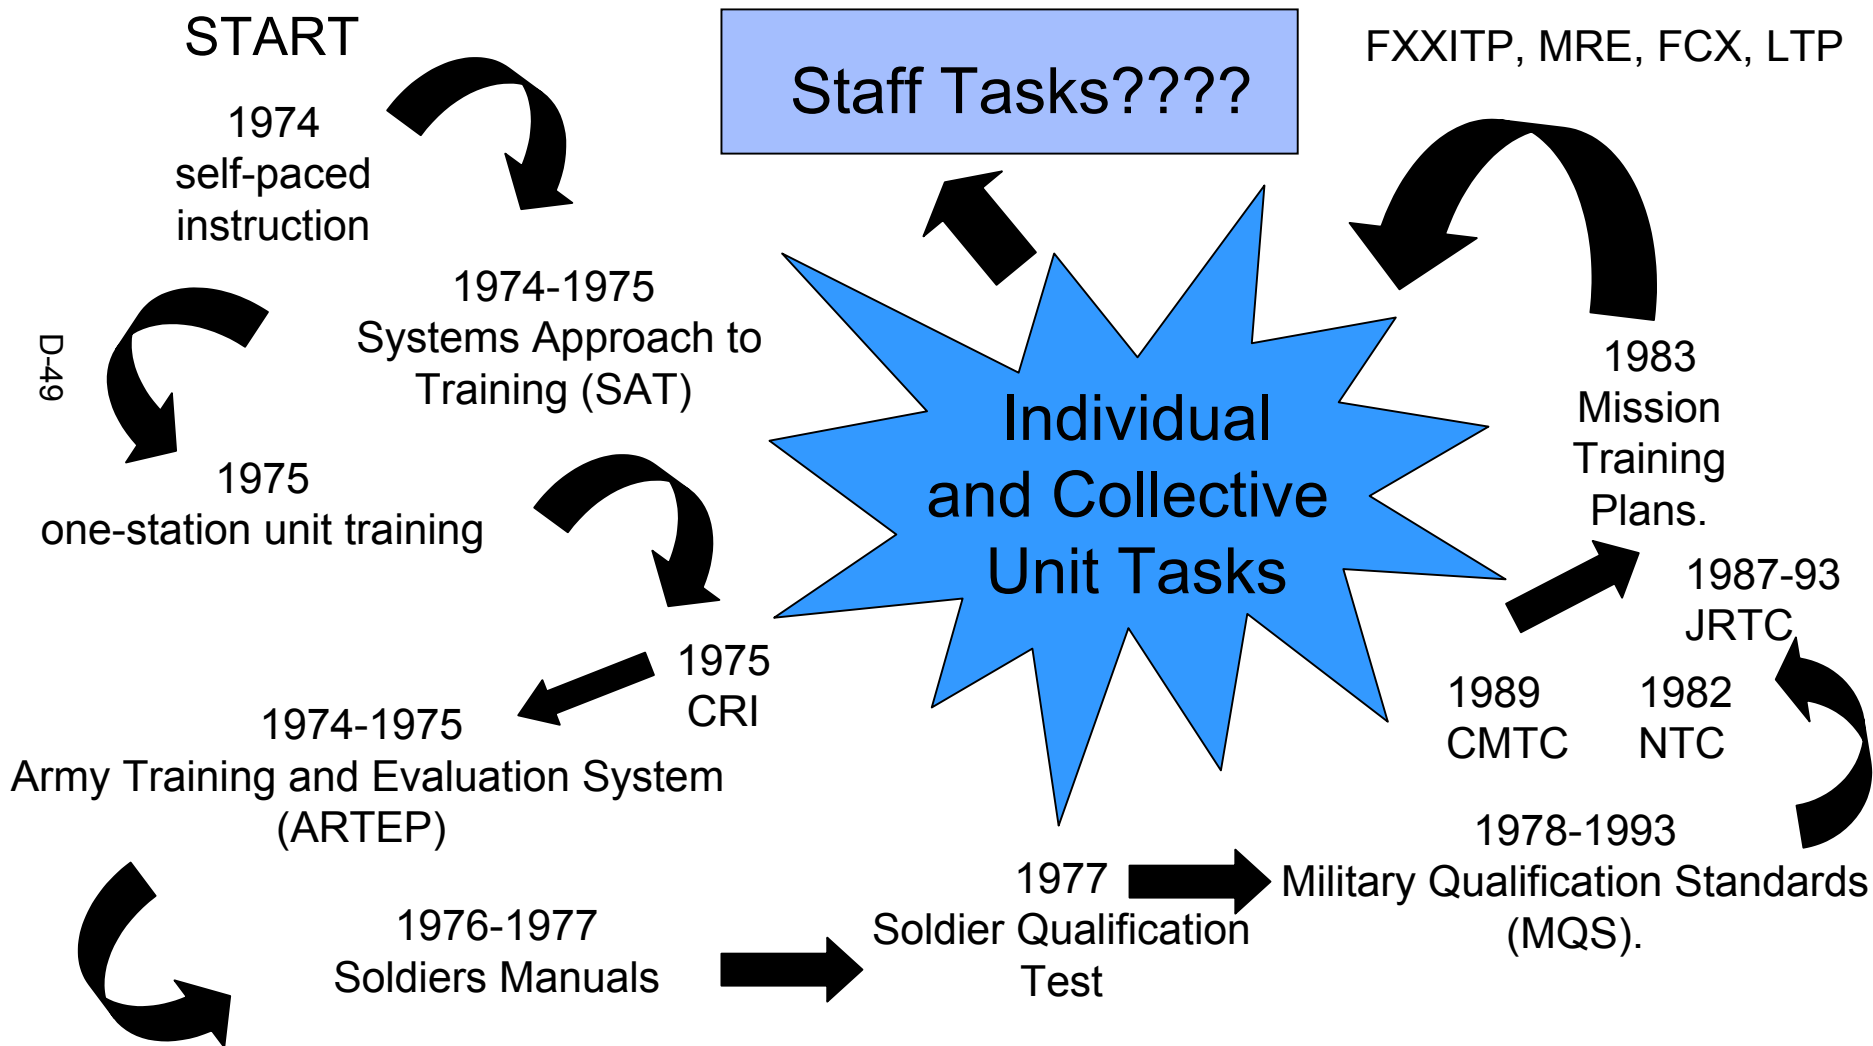 START
1974
self-paced
instruction
1974-1975
Systems Approach to
Training (SAT)
D-49
1975
one-station unit training
1975
CRI
1974-1975
Army Training and Evaluation System
(ARTEP)
1976-1977
Soldiers Manuals
1977
Soldier Qualification
Test
1978-1993
Military Qualification Standards
(MQS).
1982
NTC
1987-93
JRTC
1989
CMTC
1983
Mission
Training
Plans.
FXXITP, MRE, FCX, LTP
Individual
and Collective
Unit Tasks
Staff Tasks????